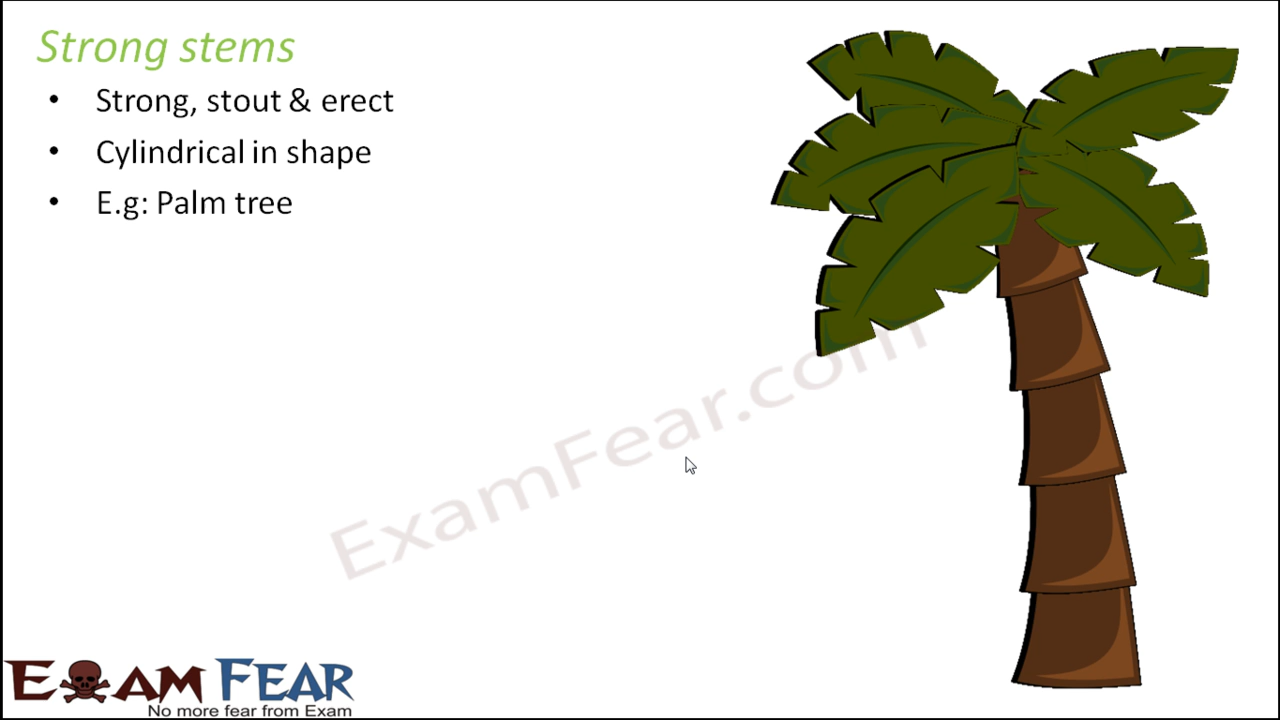 Strong stems
• Strong, stout & erect
• Cylindrical in shape
• E.g: Palm tree
ExamFear.com
EXAM FEAR
No more fear from Exam